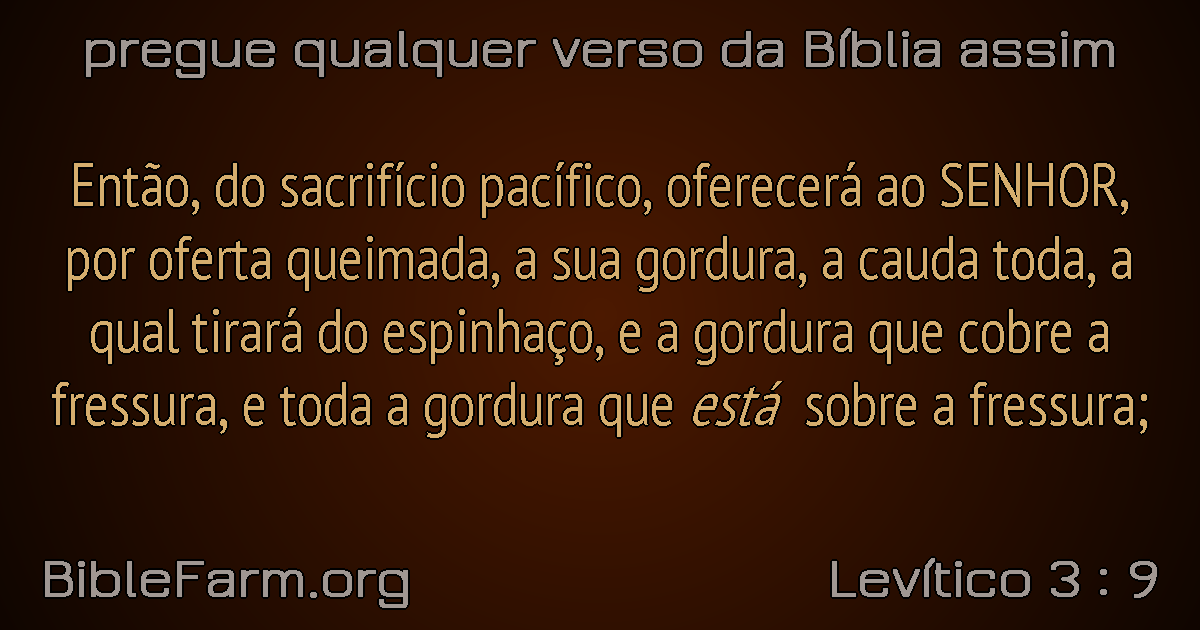 pregue qualquer verso da Bíblia assim
Então, do sacrifício pacífico, oferecerá ao SENHOR,
por oferta queimada, a sua gordura, a cauda toda, a
qual tirará do espinhaço, e a gordura que cobre a
fressura, e toda a gordura que está sobre a fressura;
BibleFarm.org
Levítico 3 : 9